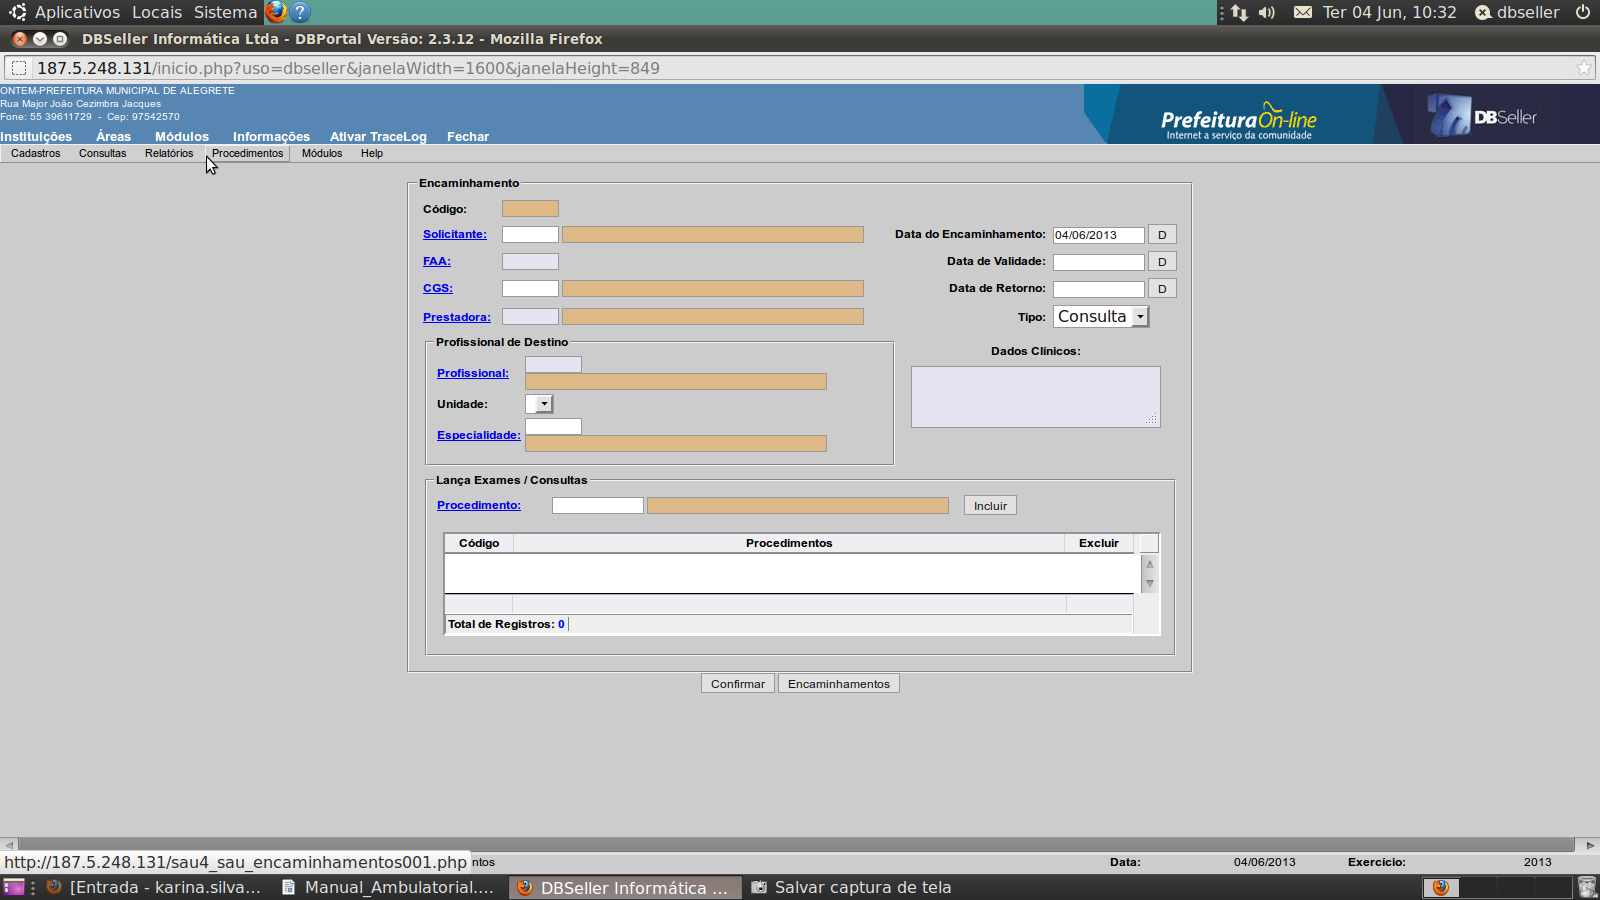 Aplicativos Locais Sistema ? Ter 04 Jun, 10:32 dbseller
DBSeller Informática Ltda - DBPortal Versão: 2.3.12 - Mozilla Firefox
187.5.248.131/inicio.php?uso=dbseller&janelaWidth=1600&janelaHeight=849
ONTEM-PREFEITURA MUNICIPAL DE ALEGRETE
Rua Major João Cezimbra Jacques
Fone: 55 39611729 - Cep: 97542570
Prefeitura On-line
Internet a serviço da comunidade
DBSeller
Instituições Áreas Módulos Informações Ativar TraceLog Fechar
Cadastros Consultas Relatórios Procedimentos Módulos Help
Encaminhamento
Código:
Solicitante: Data do Encaminhamento: 04/06/2013 D
FAA: Data de Validade: D
CGS: Data de Retorno: D
Prestadora: Tipo: Consulta
Profissional de Destino
Dados Clínicos:
Profissional:
Unidade:
Especialidade:
Lança Exames / Consultas
Procedimento: Incluir
Código Procedimentos Excluir
Total de Registros: 0
Confirmar Encaminhamentos
http://187.5.248.131/sau4_sau_encaminhamentos001.php ntos Data: 04/06/2013 Exercício: 2013
[Entrada - karina.silva... Manual_Ambulatorial.... DBSeller Informática ... Salvar captura de tela